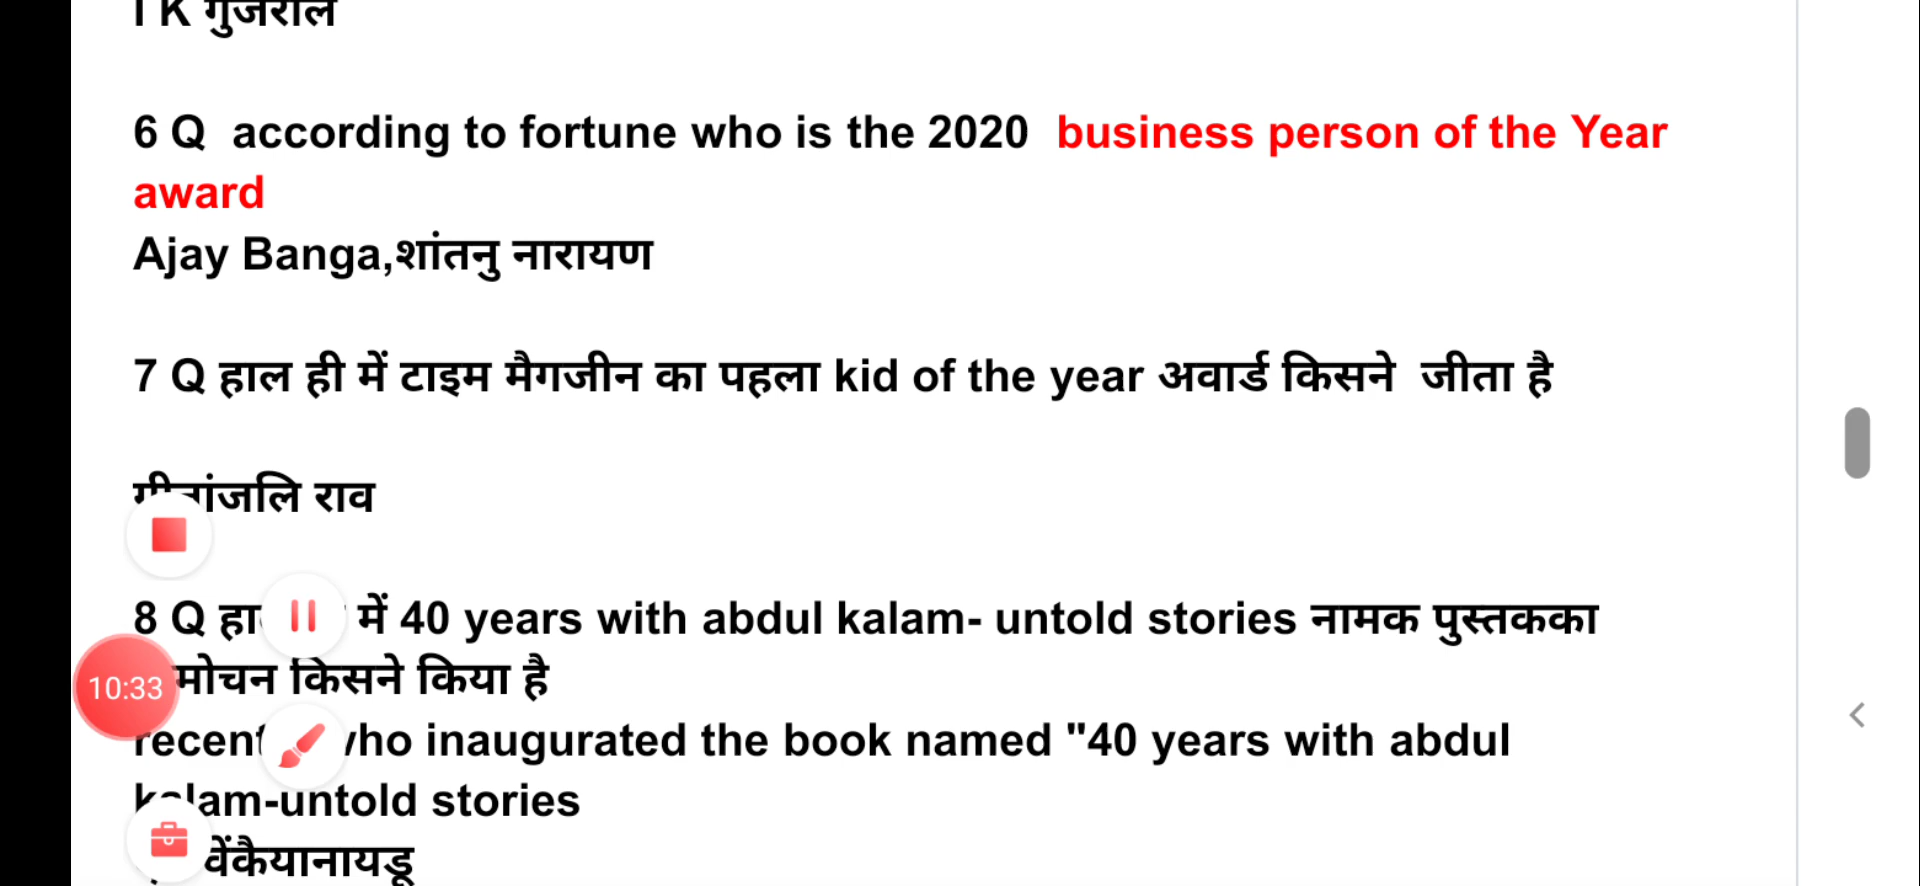 I K गुजराल
6 Q according to fortune who is the 2020 business person of the Year
award
Ajay Banga,शांतनु नारायण
7 Q हाल ही में टाइम मैगजीन का पहला kid of the year अवार्ड किसने जीता है
गीतांजलि राव
8 Q में 40 years with abdul kalam- untold stories नामक पुस्तकका
किसने किया है
10:33
who inaugurated the book named "40 years with abdul
kalam-untold stories
वेंकैयानायडू